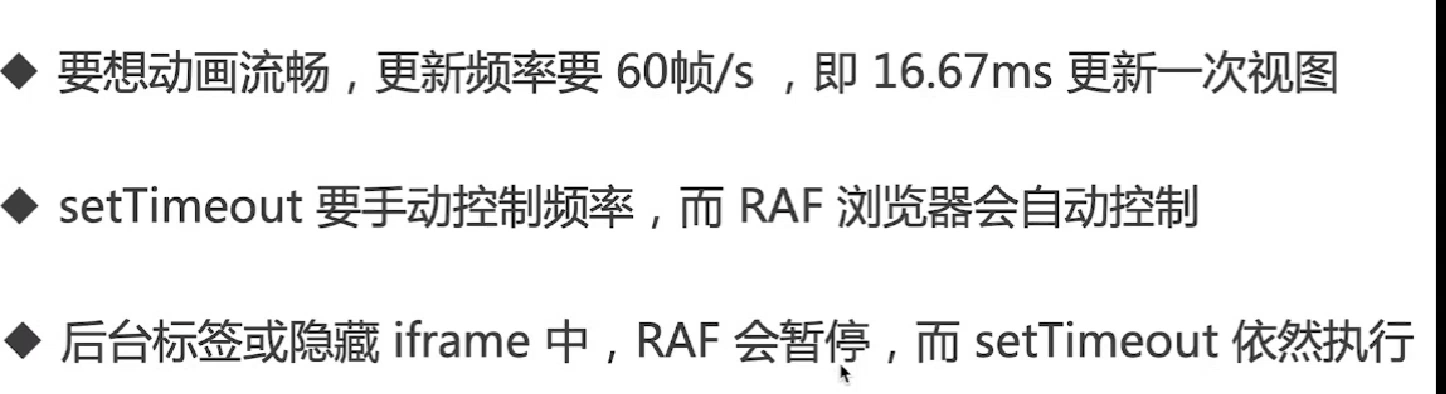 ◆ 要想动画流畅，更新频率要 60帧/s ，即 16.67ms 更新一次视图
◆ setTimeout 要手动控制频率，而 RAF 浏览器会自动控制
◆ 后台标签或隐藏 iframe 中，RAF 会暂停，而 setTimeout 依然执行